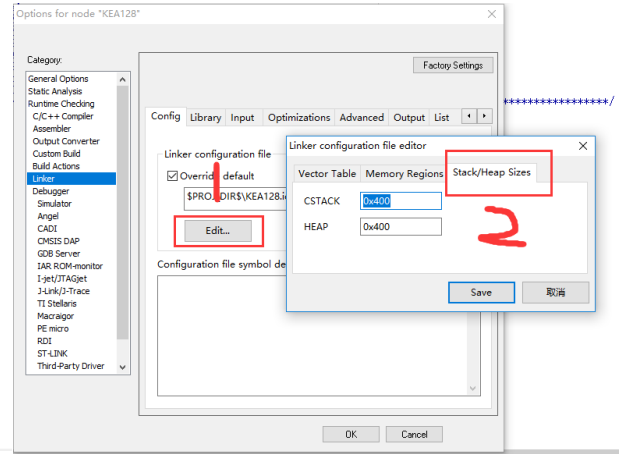 Options for node "KEA128"
Category:
General Options
Static Analysis
Runtime Checking
C/C++ Compiler
Assembler
Output Converter
Custom Build
Build Actions
Linker
Debugger
Simulator
Angel
CADI
CMSIS DAP
GDB Server
IAR ROM-monitor
I-jet/JTAGjet
J-Link/J-Trace
TI Stellaris
Macraigor
PE micro
RDI
ST-LINK
Third-Party Driver
Factory Settings
*****************/
Config Library Input Optimizations Advanced Output List
Linker configuration file
Override default
1
Edit...
Configuration file symbol de
Linker configuration file editor
Vector Table Memory Regions Stack/Heap Sizes
CSTACK 0x400
HEAP 0x400
2
Save 取消
OK Cancel